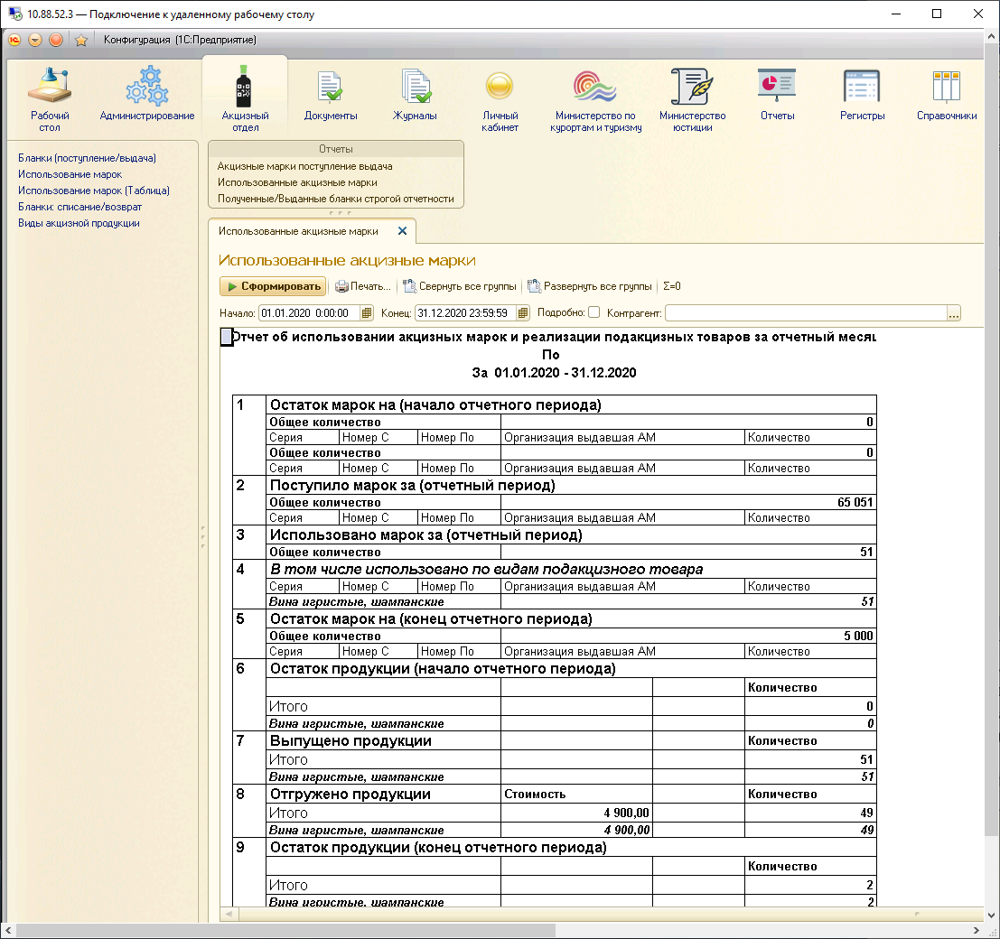 10.88.52.3 — Подключение к удаленному рабочему столу
Конфигурация (1С:Предприятие)
Рабочий стол
Администрирование
Акцизный отдел
Документы
Журналы
Личный кабинет
Министерство по курортам и туризму
Министерство юстиции
Отчеты
Регистры
Справочники
Бланки (поступление/выдача)
Использование марок
Использование марок (Таблица)
Бланки: списание/возврат
Виды акцизной продукции
Отчеты
Акцизные марки поступление выдача
Использованные акцизные марки
Полученные/Выданные бланки строгой отчетности
Использованные акцизные марки
Использованные акцизные марки
Сформировать Печать... Свернуть все группы Развернуть все группы Σ=0
Начало: 01.01.2020 0:00:00 Конец: 31.12.2020 23:59:59 Подробно: Контрагент: ...
Отчет об использовании акцизных марок и реализации подакцизных товаров за отчетный месяц
По
За 01.01.2020 - 31.12.2020
1 Остаток марок на (начало отчетного периода)
Общее количество 0
Серия Номер С Номер По Организация выдавшая АМ Количество
Общее количество 0
Серия Номер С Номер По Организация выдавшая АМ Количество
2 Поступило марок за (отчетный период)
Общее количество 65 051
Серия Номер С Номер По Организация выдавшая АМ Количество
3 Использовано марок за (отчетный период)
Общее количество 51
4 В том числе использовано по видам подакцизного товара
Серия Номер С Номер По Организация выдавшая АМ Количество
Вина игристые, шампанские 51
5 Остаток марок на (конец отчетного периода)
Общее количество 5 000
Серия Номер С Номер По Организация выдавшая АМ Количество
6 Остаток продукции (начало отчетного периода)
Количество
Итого 0
Вина игристые, шампанские 0
7 Выпущено продукции Количество
Итого 51
Вина игристые, шампанские 51
8 Отгружено продукции Стоимость Количество
Итого 4 900,00 49
Вина игристые, шампанские 4 900,00 49
9 Остаток продукции (конец отчетного периода)
Количество
Итого 2
Вина игристые, шампанские 2